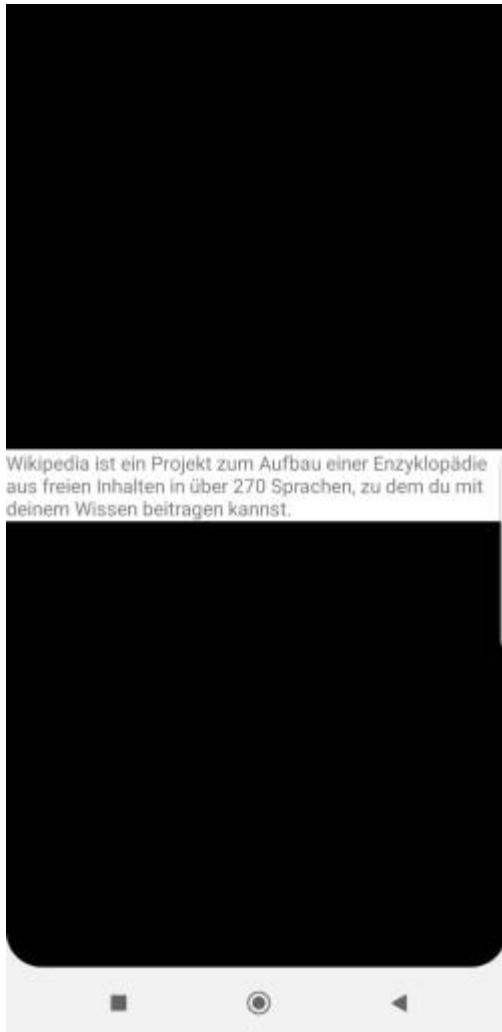 Wikipedia ist ein Projekt zum Aufbau einer Enzyklopädie
aus freien Inhalten in über 270 Sprachen, zu dem du mit
deinem Wissen beitragen kannst.